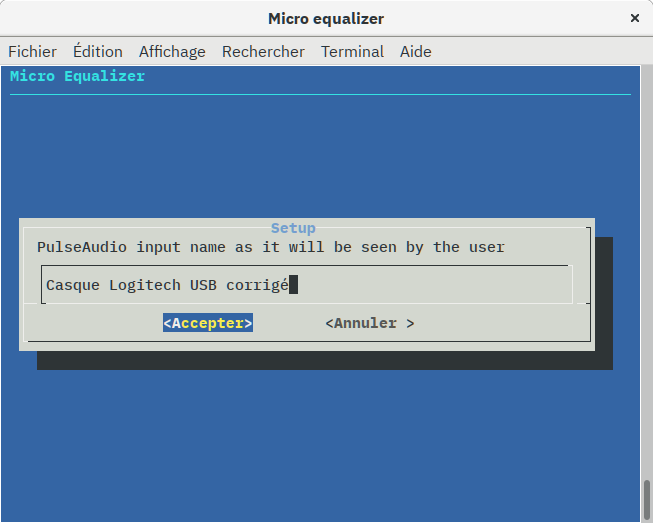 Micro equalizer ×
Fichier Édition Affichage Rechercher Terminal Aide
Micro Equalizer
Setup
PulseAudio input name as it will be seen by the user
Casque Logitech USB corrigé
<Accepter> <Annuler >